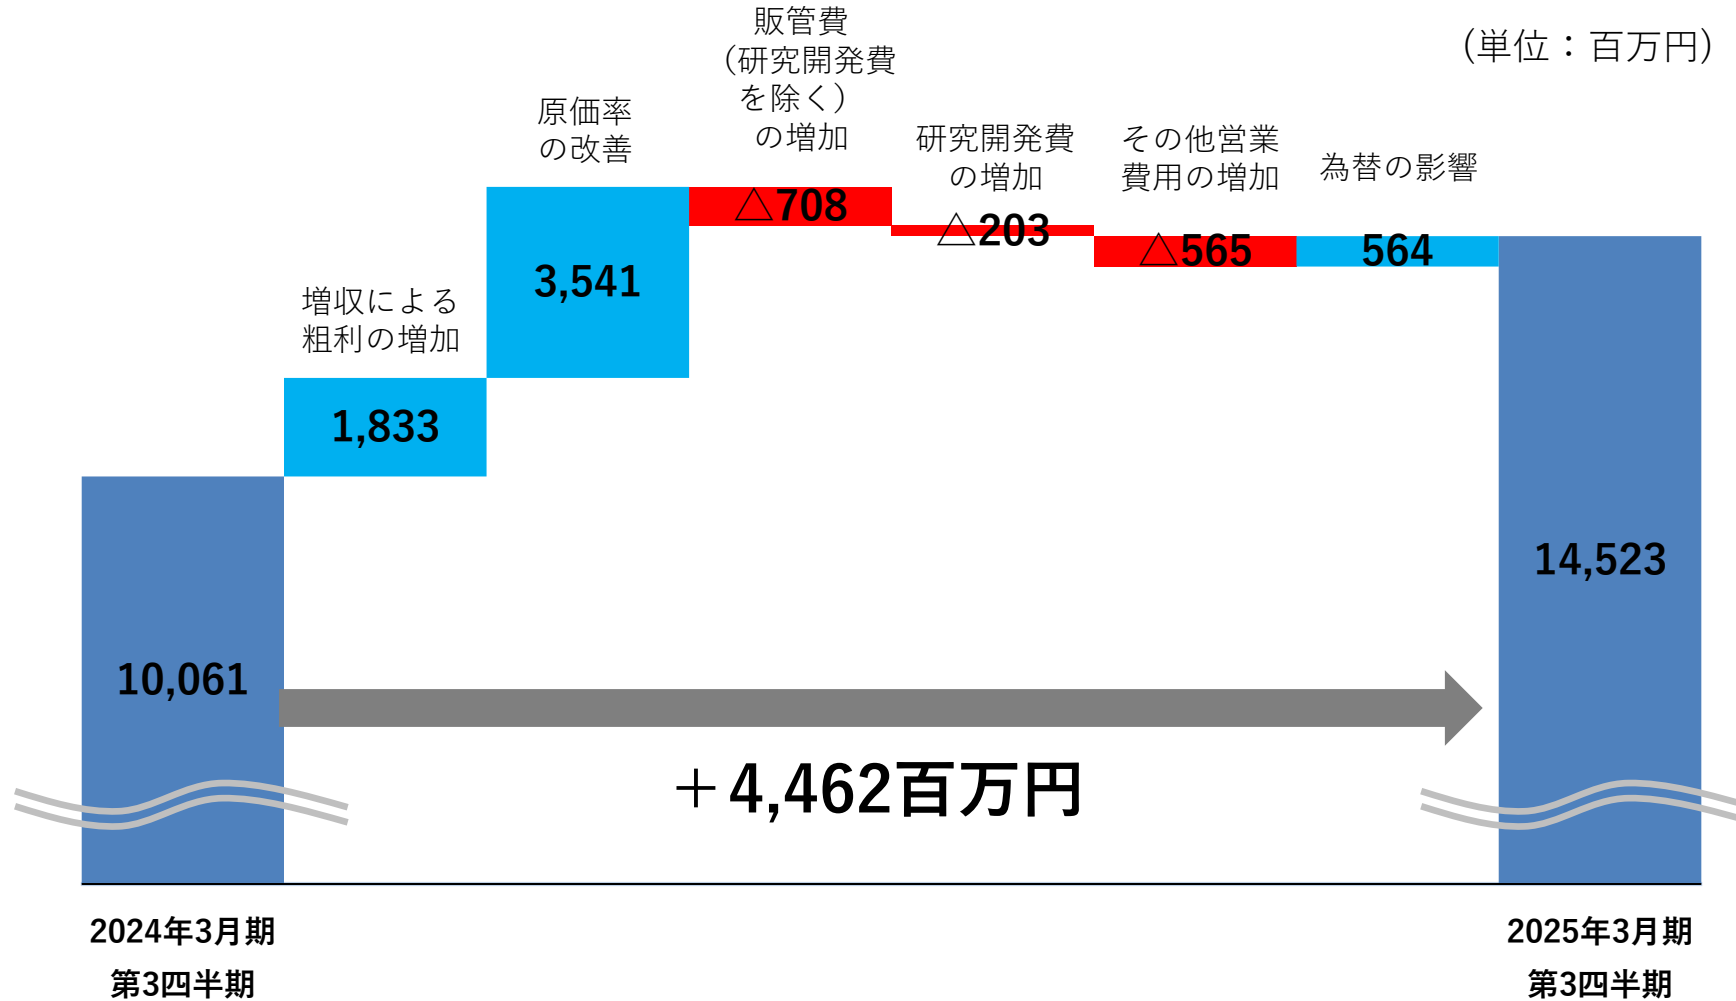 (単位：百万円)
販管費
（研究開発費
を除く）
の増加
原価率
の改善
研究開発費
の増加
その他営業
費用の増加
為替の影響
増収による
粗利の増加
△708
△203
△565
564
3,541
1,833
14,523
10,061
＋4,462百万円
2024年3月期
第3四半期
2025年3月期
第3四半期